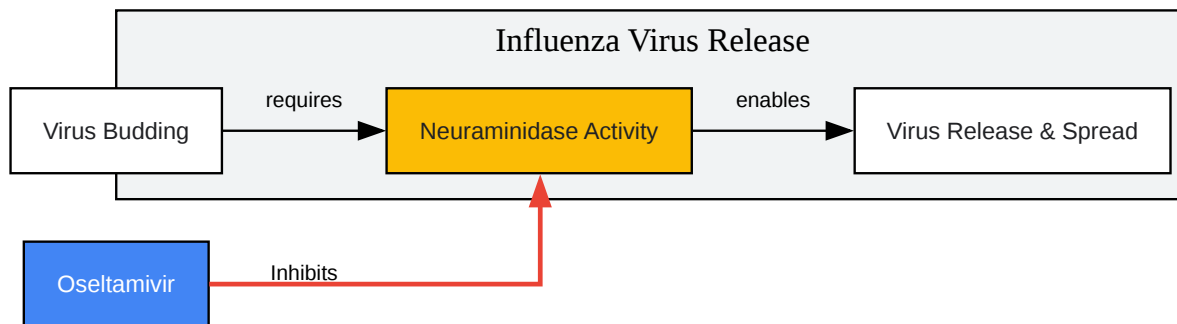 Influenza Virus Release
Virus Budding
requires
Neuraminidase Activity
enables
Virus Release & Spread
Oseltamivir
Inhibits